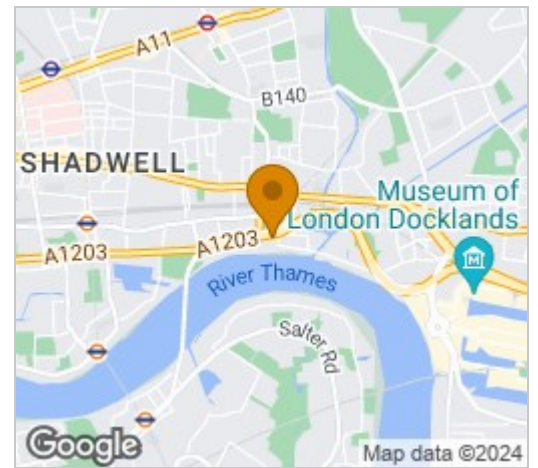 A11
B140
SHADWELL
Museum of
London Docklands
A1203
A1203
River Thames
Salter Rd
Google
Map data ©2024